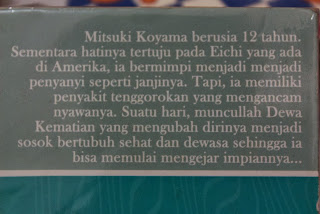 Mitsuki Koyama berusia 12 tahun.
Sementara hatinya tertuju pada Eichi yang ada
di Amerika, ia bermimpi menjadi menjadi
penyanyi seperti janjinya. Tapi, ia memiliki
penyakit tenggorokan yang mengancam
nyawanya. Suatu hari, muncullah Dewa
Kematian yang mengubah dirinya menjadi
sosok bertubuh sehat dan dewasa sehingga ia
bisa memulai mengejar impiannya...